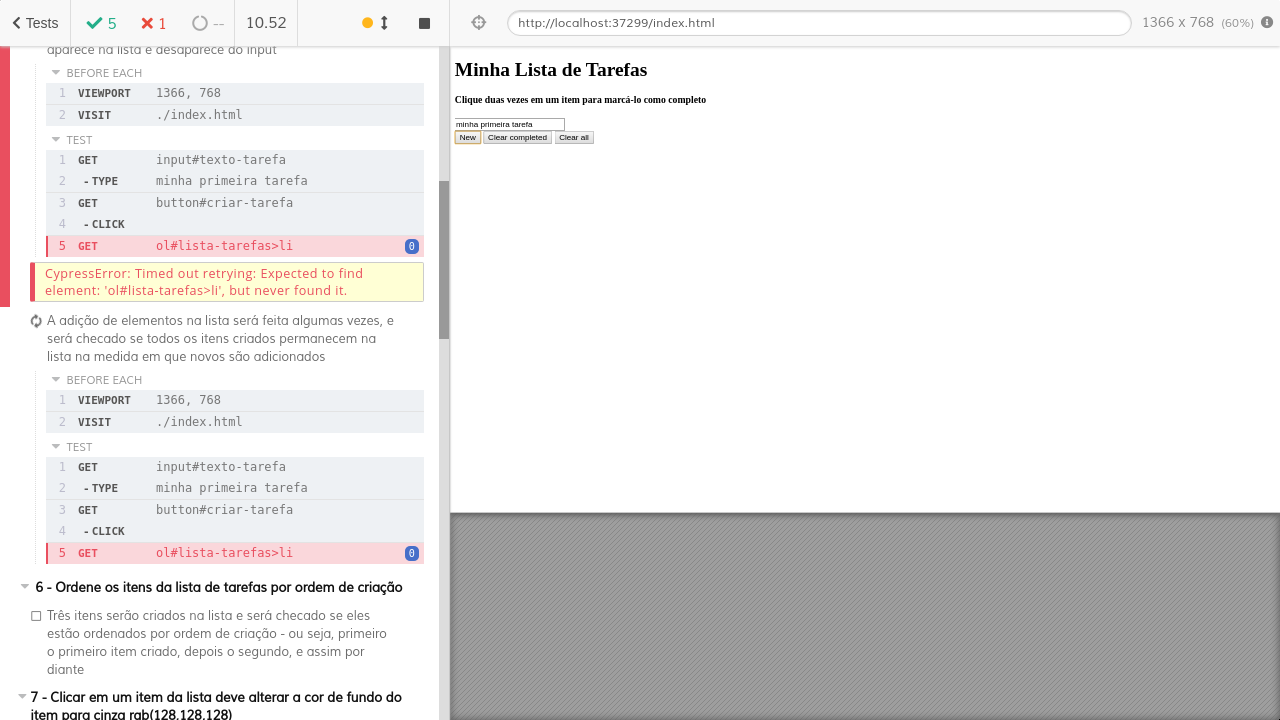 Tests
5
1
--
10.52
http://localhost:37299/index.html
1366 x 768 (60%)
aparece na lista e desaparece do input
BEFORE EACH
1 VIEWPORT 1366, 768
2 VISIT ./index.html
TEST
1 GET input#texto-tarefa
2 - TYPE minha primeira tarefa
3 GET button#criar-tarefa
4 - CLICK
5 GET ol#lista-tarefas>li 0
CypressError: Timed out retrying: Expected to find
element: 'ol#lista-tarefas>li', but never found it.
A adição de elementos na lista será feita algumas vezes, e
será checado se todos os itens criados permanecem na
lista na medida em que novos são adicionados
BEFORE EACH
1 VIEWPORT 1366, 768
2 VISIT ./index.html
TEST
1 GET input#texto-tarefa
2 - TYPE minha primeira tarefa
3 GET button#criar-tarefa
4 - CLICK
5 GET ol#lista-tarefas>li 0
6 - Ordene os itens da lista de tarefas por ordem de criação
Três itens serão criados na lista e será checado se eles
estão ordenados por ordem de criação - ou seja, primeiro
o primeiro item criado, depois o segundo, e assim por
diante
7 - Clicar em um item da lista deve alterar a cor de fundo do
item para cinza rgb(128,128,128)
Minha Lista de Tarefas
Clique duas vezes em um item para marcá-lo como completo
minha primeira tarefa
New Clear completed Clear all